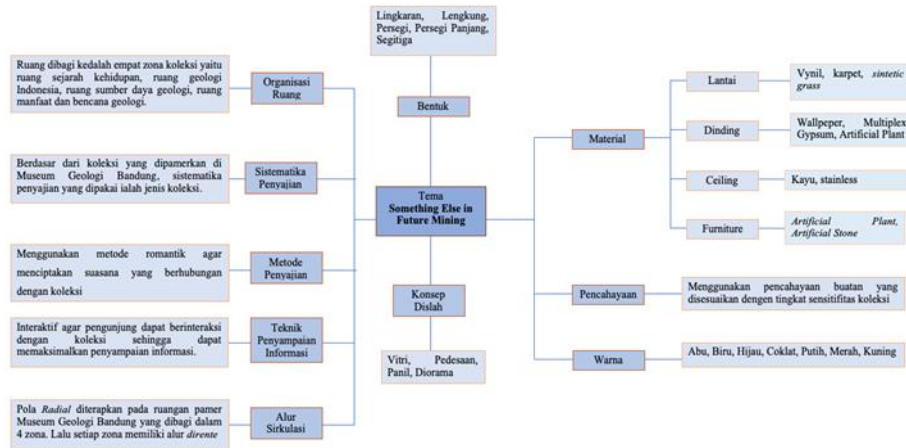 Lingkaran, Lengkung,
Persegi, Persegi Panjang,
Segitiga
Bentuk
Tema
Something Else in
Future Mining
Konsep
Dislah
Vitri, Pedesaan,
Panil, Diorama
Ruang dibagi kedalah empat zona koleksi yaitu
ruang sejarah kehidupan, ruang geologi
Indonesia, ruang sumber daya geologi, ruang
manfaat dan bencana geologi.
Organisasi
Ruang
Berdasar dari koleksi yang dipamerkan di
Museum Geologi Bandung, sistematika
penyajian yang dipakai ialah jenis koleksi.
Sistematika
Penyajian
Menggunakan metode romantik agar
menciptakan suasana yang berhubungan
dengan koleksi
Metode
Penyajian
Interaktif agar pengunjung dapat berinteraksi
dengan koleksi sehingga dapat
memaksimalkan penyampaian informasi.
Teknik
Penyampaian
Informasi
Pola Radial diterapkan pada ruangan pamer
Museum Geologi Bandung yang dibagi dalam
4 zona. Lalu setiap zona memiliki alur dirente
Alur
Sirkulasi
Material
Lantai
Vynil, karpet, sintetic
grass
Dinding
Wallpeper, Multiplex
Gypsum, Artificial Plant
Ceiling
Kayu, stainless
Furniture
Artificial Plant,
Artificial Stone
Pencahayaan
Menggunakan pencahayaan buatan yang
disesuaikan dengen tingkat sensitifitas koleksi
Warna
Abu, Biru, Hijau, Coklat, Putih, Merah, Kuning